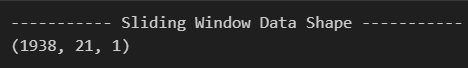 ----------- Sliding Window Data Shape -----------
(1938, 21, 1)